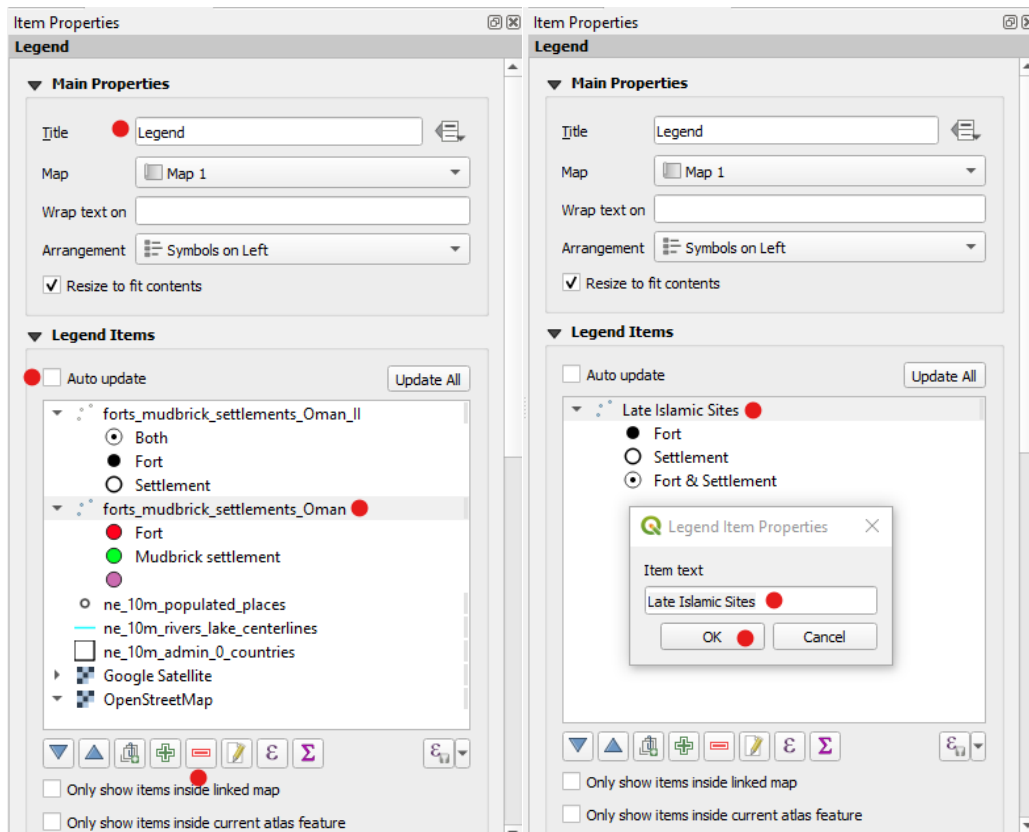 Item Properties
Legend
Main Properties
Title
Legend
Map
Map 1
Wrap text on
Arrangement
Symbols on Left
Resize to fit contents
Legend Items
Auto update
Update All
forts_mudbrick_settlements_Oman_II
Both
Fort
Settlement
forts_mudbrick_settlements_Oman
Fort
Mudbrick settlement
ne_10m_populated_places
ne_10m_rivers_lake_centerlines
ne_10m_admin_0_countries
Google Satellite
OpenStreetMap
ε
Σ
ε
Only show items inside linked map
Only show items inside current atlas feature
Item Properties
Legend
Main Properties
Title
Legend
Map
Map 1
Wrap text on
Arrangement
Symbols on Left
Resize to fit contents
Legend Items
Auto update
Update All
Late Islamic Sites
Fort
Settlement
Fort & Settlement
Legend Item Properties
Item text
Late Islamic Sites
OK
Cancel
ε
Σ
ε
Only show items inside linked map
Only show items inside current atlas feature